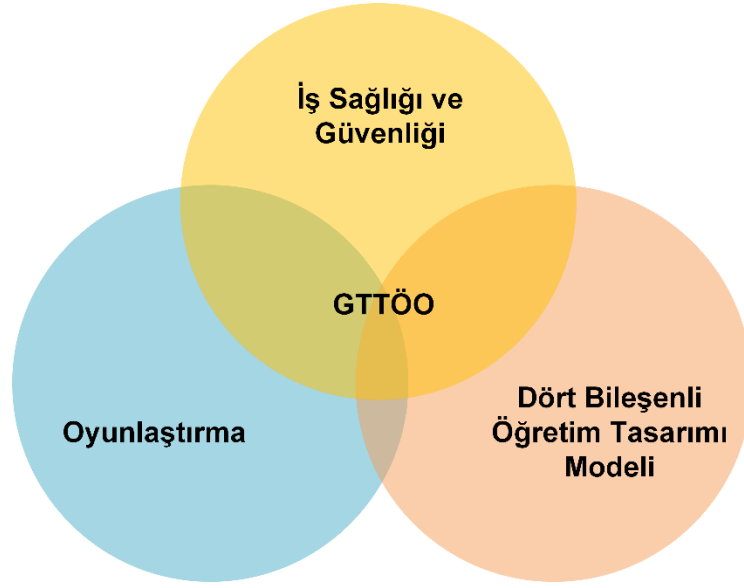 İş Sağlığı ve
Güvenliği
GTTÖO
Oyunlaştırma
Dört Bileşenli
Öğretim Tasarımı
Modeli